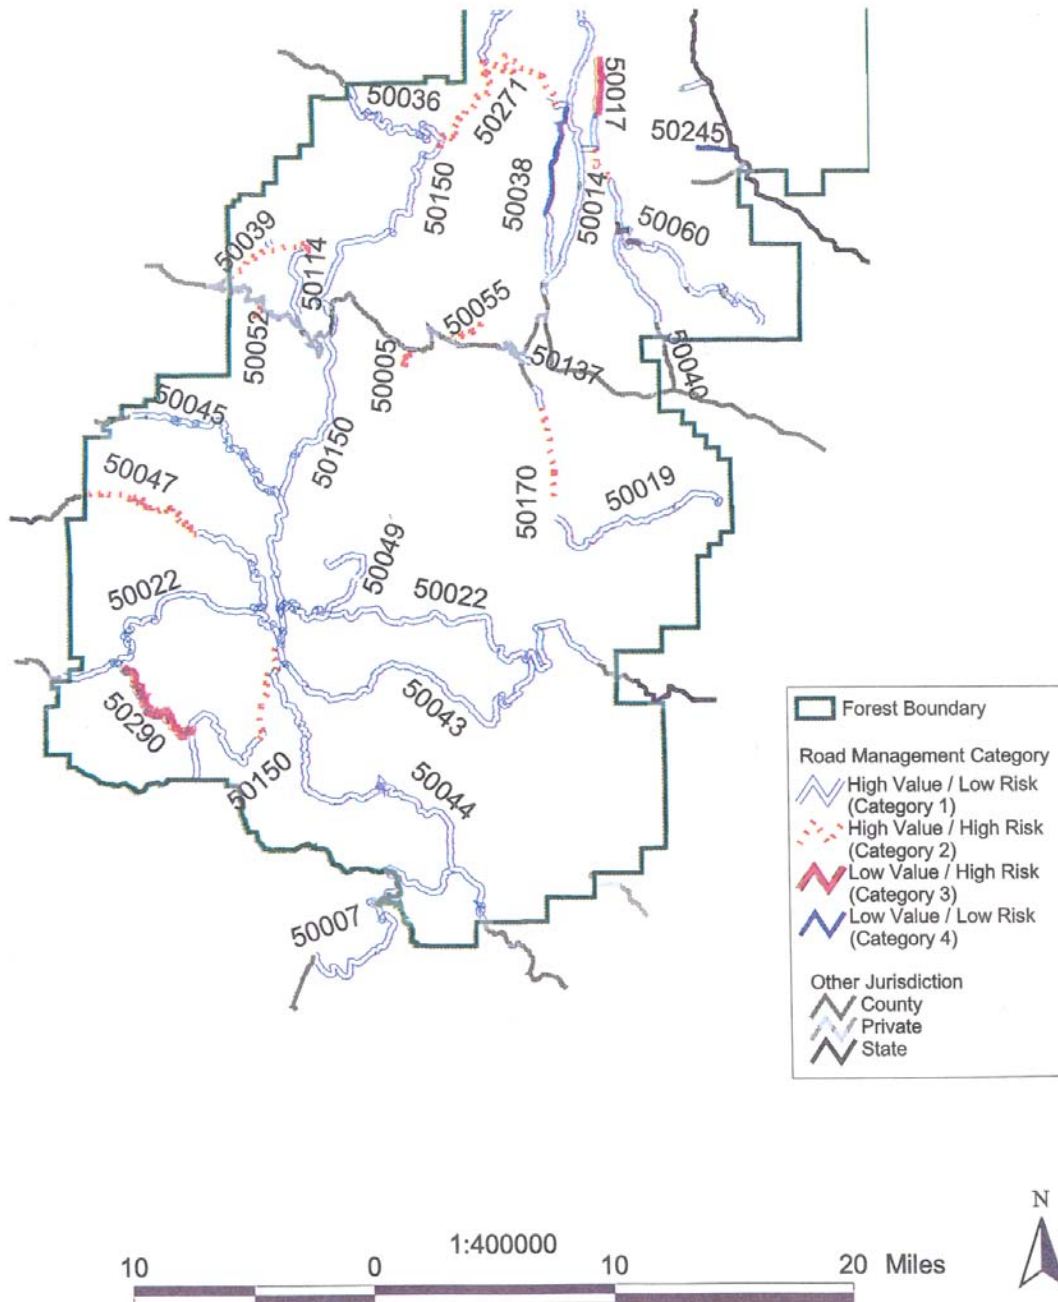 50036
50271
50017
50245
50150
50038
50014
50060
50039
50114
50052
50005
50055
50137
50040
50045
50150
50047
50170
50019
50022
50049
50022
50290
50150
50043
50044
50007
Forest Boundary
Road Management Category
High Value / Low Risk
(Category 1)
High Value / High Risk
(Category 2)
Low Value / High Risk
(Category 3)
Low Value / Low Risk
(Category 4)
Other Jurisdiction
County
Private
State
N
1:400000
10 0 10 20 Miles